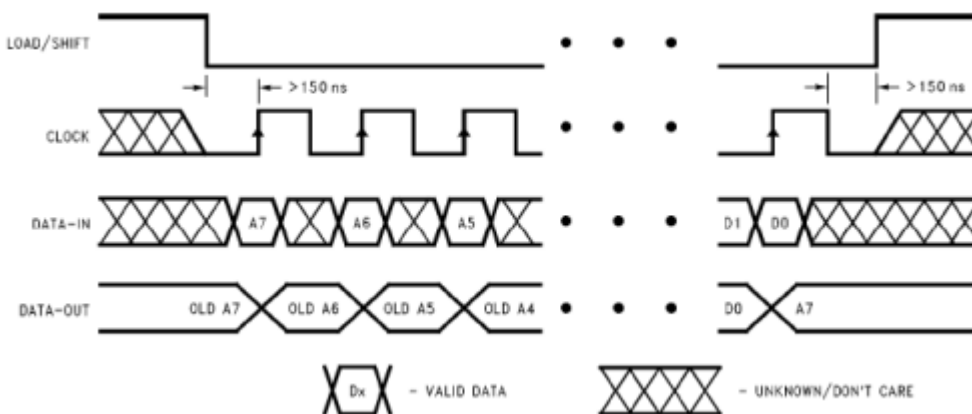 LOAD/SHIFT
>150 ns >150 ns
CLOCK
DATA-IN A7 A6 A5 D1 D0
DATA-OUT OLD A7 OLD A6 OLD A5 OLD A4 D0 A7
Dx - VALID DATA - UNKNOWN/DON'T CARE